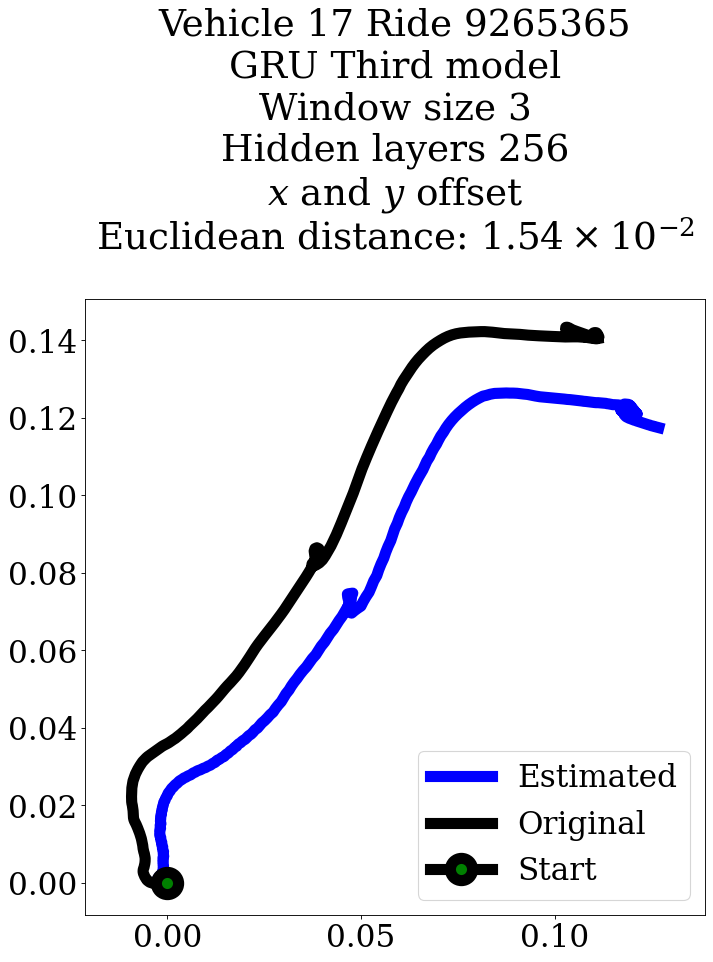 Vehicle 17 Ride 9265365
GRU Third model
Window size 3
Hidden layers 256
x and y offset
Euclidean distance: 1.54 × 10⁻²
0.14
0.12
0.10
0.08
0.06
0.04
0.02
0.00
Estimated
Original
Start
0.00 0.05 0.10